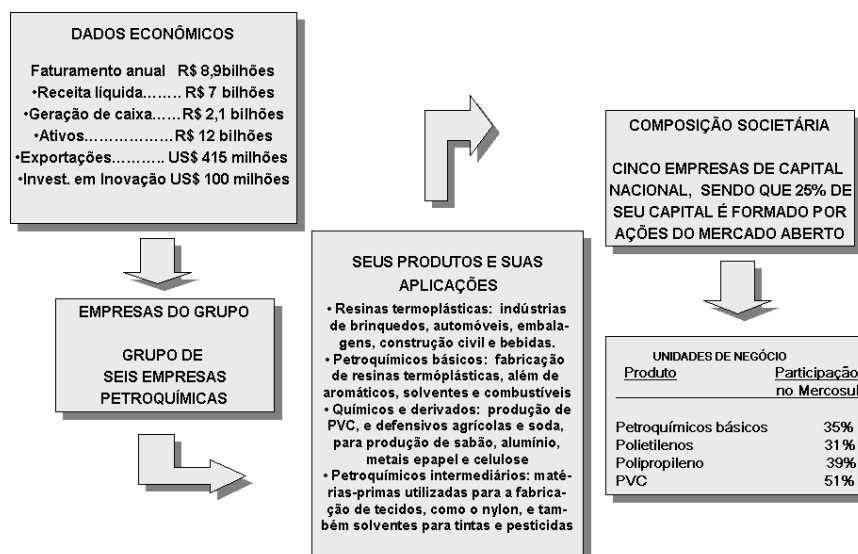 DADOS ECONÔMICOS
Faturamento anual R$ 8,9bilhões
•Receita líquida........ R$ 7 bilhões
•Geração de caixa.....R$ 2,1 bilhões
•Ativos..................R$ 12 bilhões
•Exportações.......... US$ 415 milhões
•Invest. em Inovação US$ 100 milhões
EMPRESAS DO GRUPO
GRUPO DE
SEIS EMPRESAS
PETROQUÍMICAS
SEUS PRODUTOS E SUAS
APLICAÇÕES
• Resinas termoplásticas: indústrias
de brinquedos, automóveis, embala-
gens, construção civil e bebidas.
• Petroquímicos básicos: fabricação
de resinas termóplásticas, além de
aromáticos, solventes e combustíveis
• Químicos e derivados: produção de
PVC, e defensivos agrícolas e soda,
para produção de sabão, alumínio,
metais epapel e celulose
• Petroquímicos intermediários: maté-
rias-primas utilizadas para a fabrica-
ção de tecidos, como o nylon, e tam-
bém solventes para tintas e pesticidas
COMPOSIÇÃO SOCIETÁRIA
CINCO EMPRESAS DE CAPITAL
NACIONAL, SENDO QUE 25% DE
SEU CAPITAL É FORMADO POR
AÇÕES DO MERCADO ABERTO
UNIDADES DE NEGÓCIO
Produto Participação
no Mercosul
Petroquímicos básicos 35%
Polietilenos 31%
Polipropileno 39%
PVC 51%